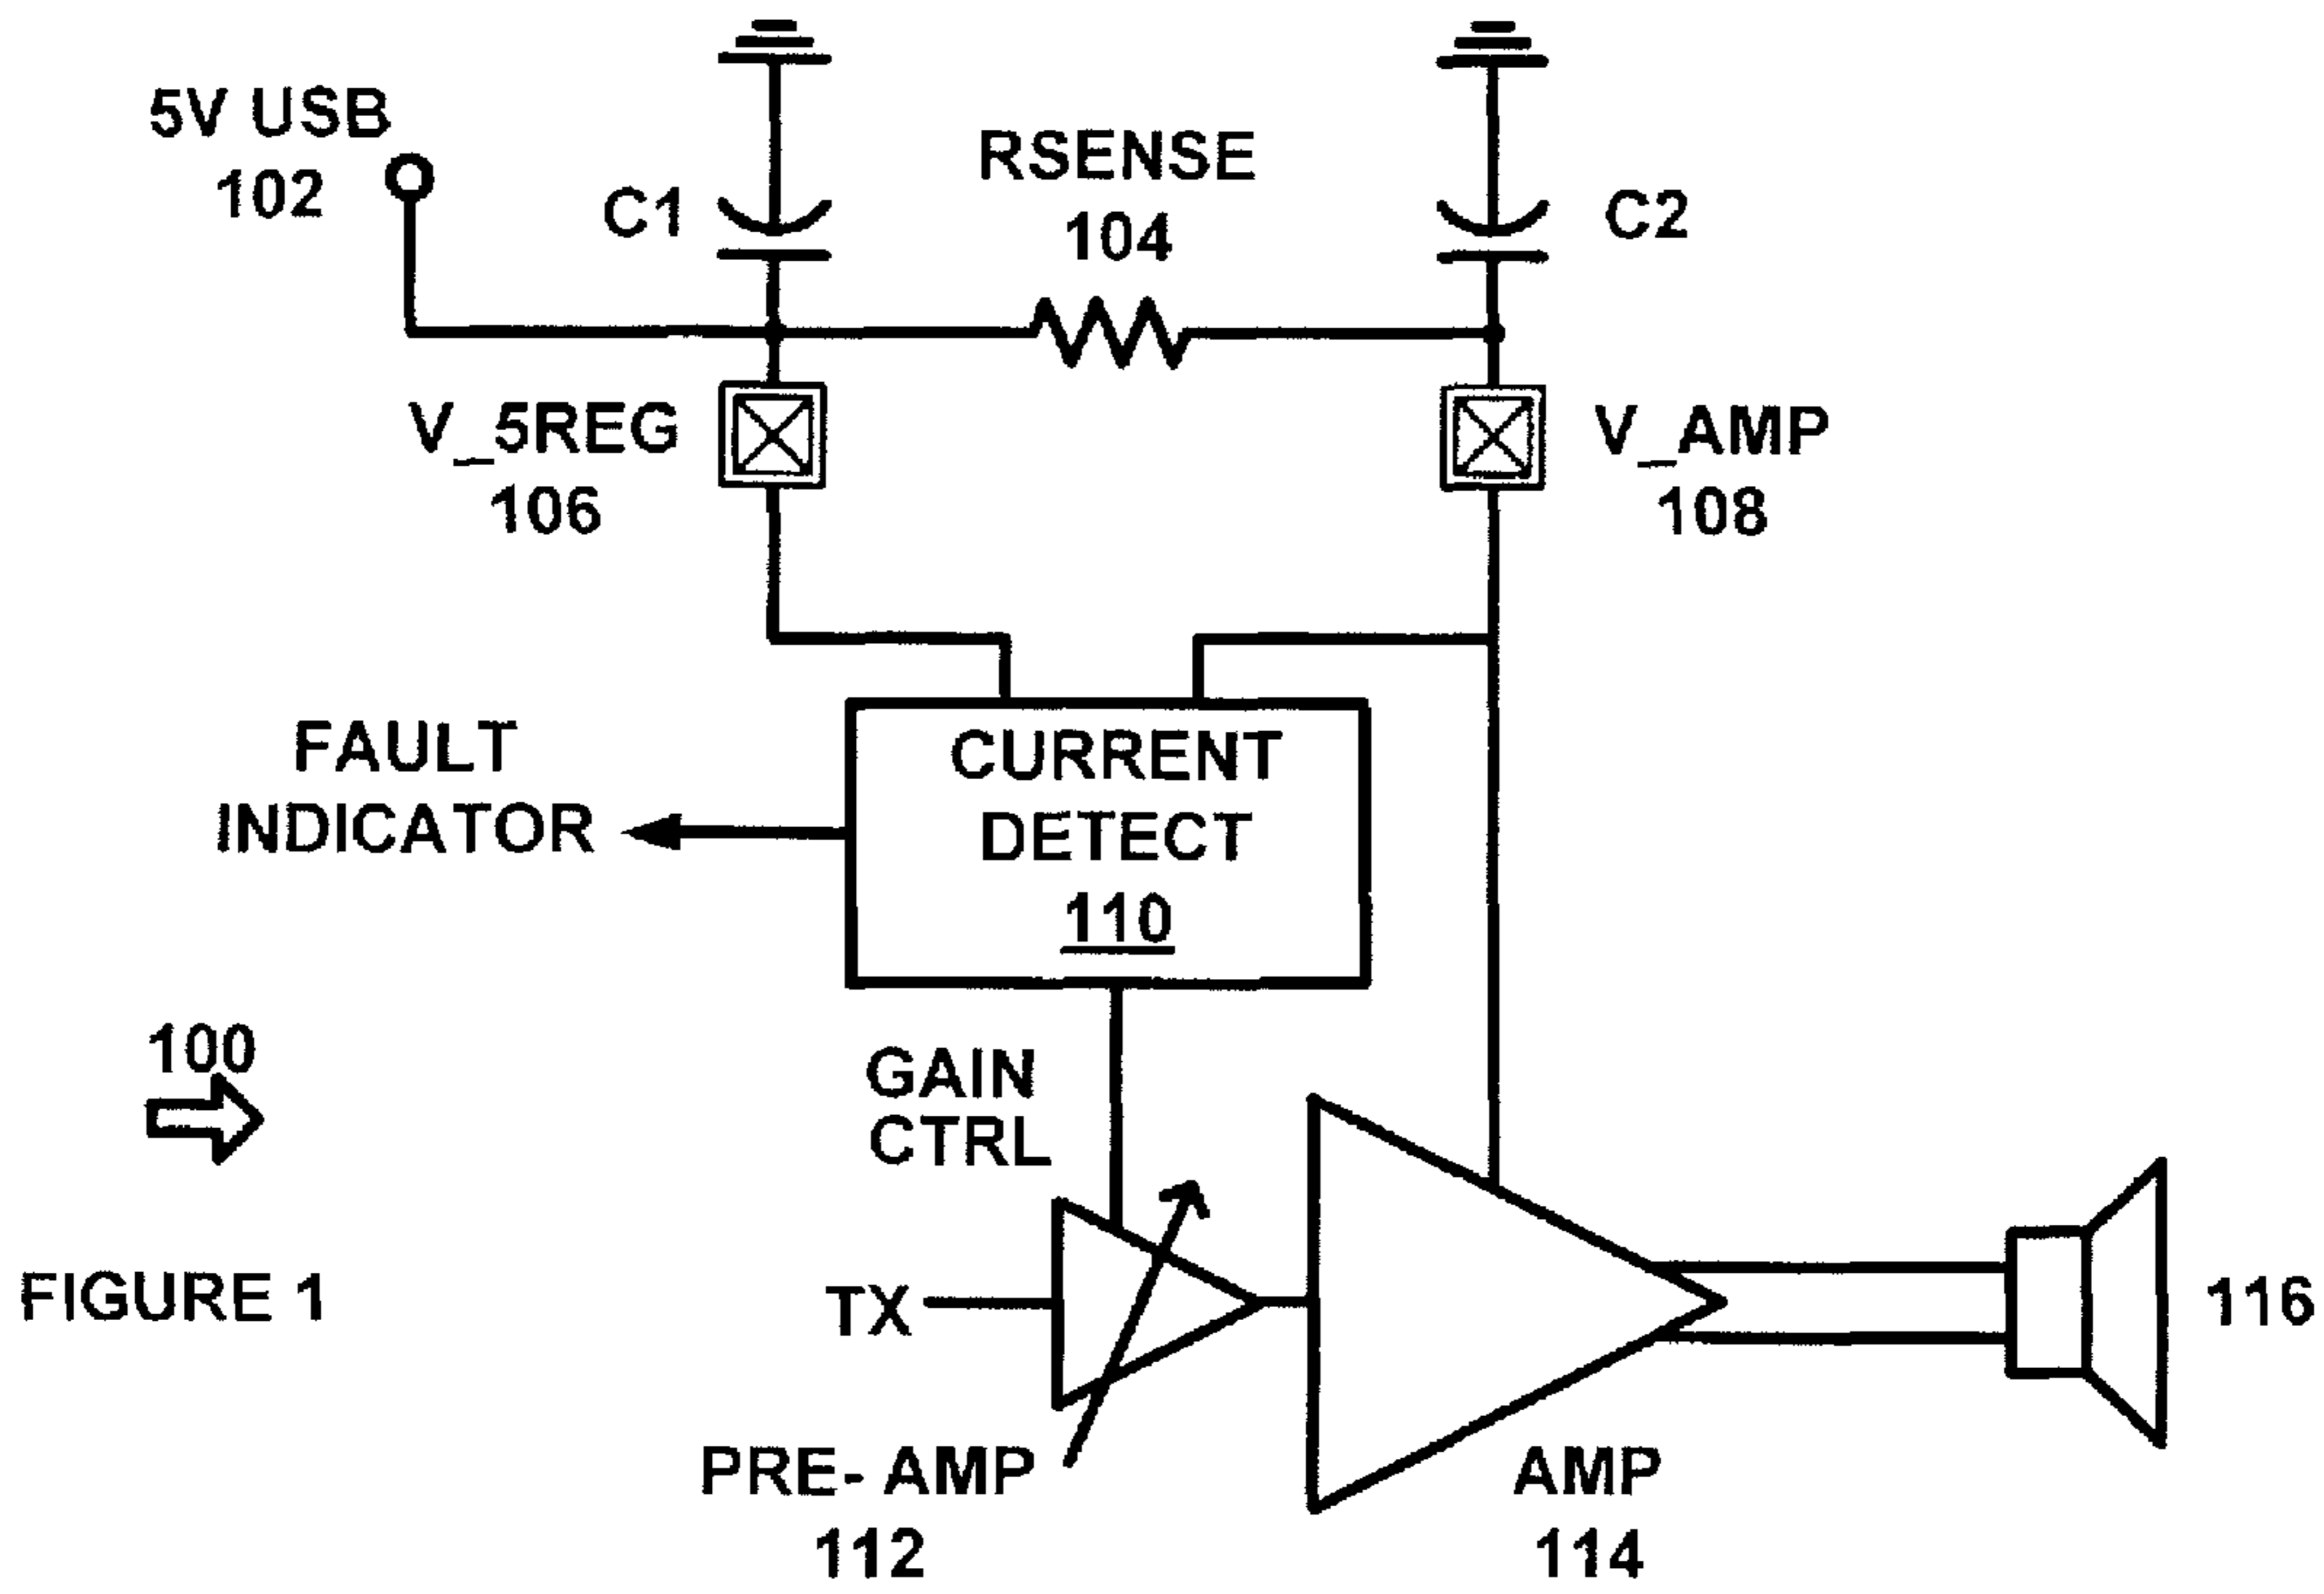 5V USB
102
C1
RSENSE
104
C2
V_5REG
106
V_AMP
108
FAULT
INDICATOR
CURRENT
DETECT
110
100
GAIN
CTRL
FIGURE 1
TX
116
PRE- AMP
112
AMP
114